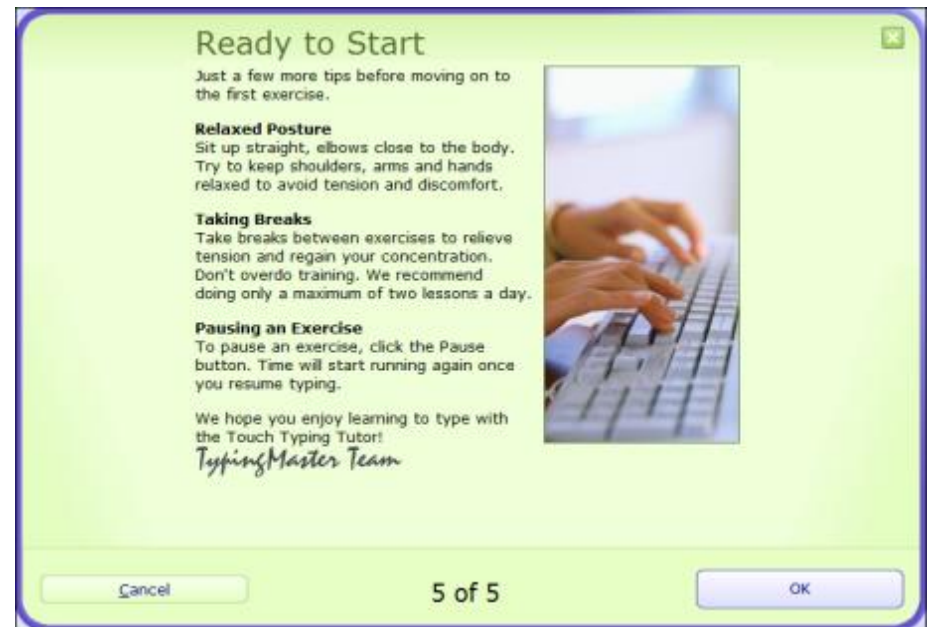 Ready to Start
Just a few more tips before moving on to
the first exercise.
Relaxed Posture
Sit up straight, elbows close to the body.
Try to keep shoulders, arms and hands
relaxed to avoid tension and discomfort.
Taking Breaks
Take breaks between exercises to relieve
tension and regain your concentration.
Don't overdo training. We recommend
doing only a maximum of two lessons a day.
Pausing an Exercise
To pause an exercise, click the Pause
button. Time will start running again once
you resume typing.
We hope you enjoy learning to type with
the Touch Typing Tutor!
TypingMaster Team
Cancel
5 of 5
OK